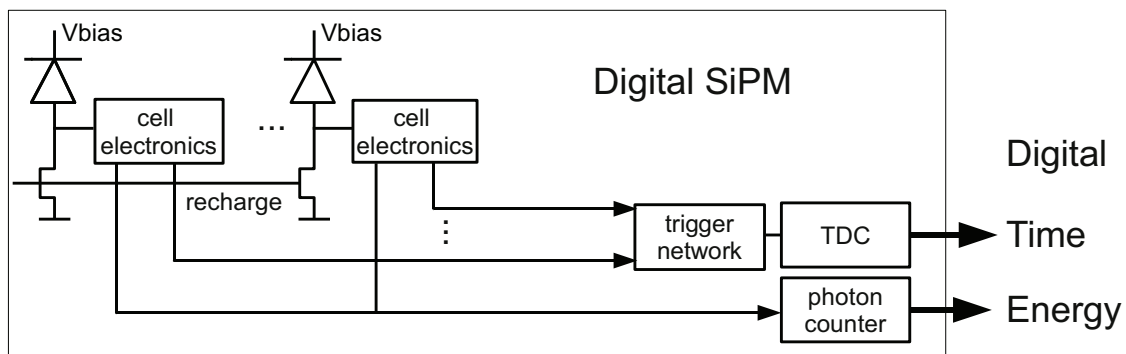 Vbias
Vbias
Digital SiPM
cell
electronics
...
cell
electronics
Digital
recharge
...
trigger
network
TDC
Time
photon
counter
Energy